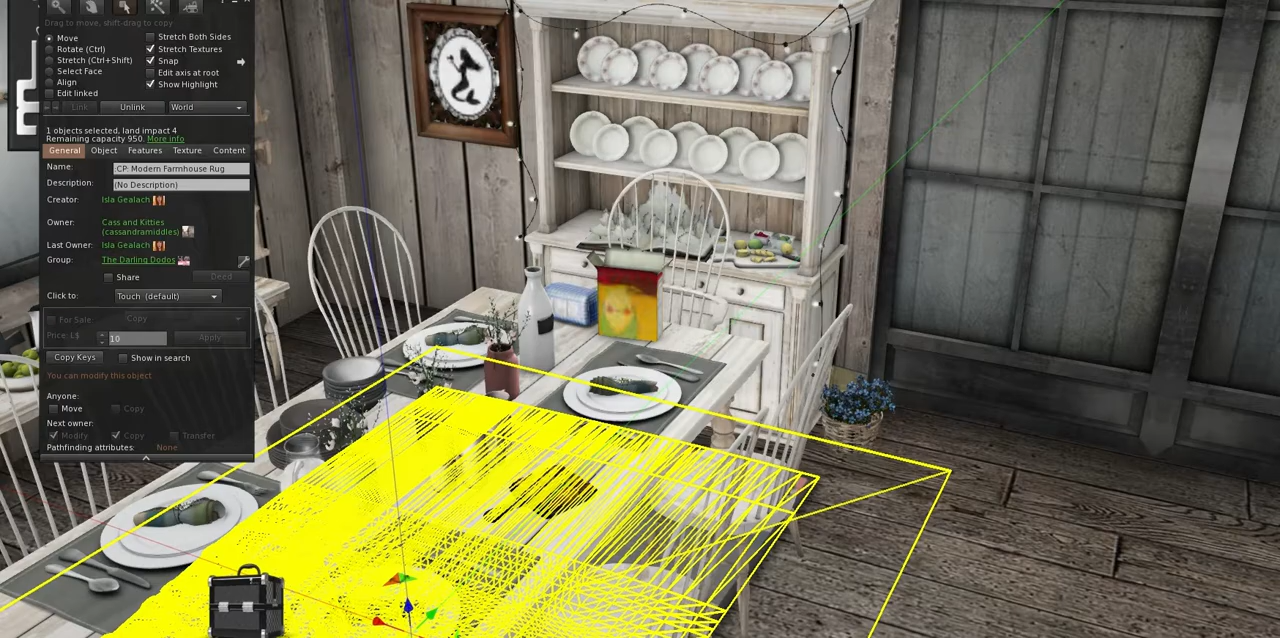 Drag to move, shift-drag to copy
Move
Rotate (Ctrl)
Stretch (Ctrl+Shift)
Select Face
Align
Edit linked
Stretch Both Sides
Stretch Textures
Snap
Edit axis at root
Show Highlight
Link
Unlink
World
1 objects selected, land impact 4
Remaining capacity 950. More info
General Object Features Texture Content
Name: :CP: Modern Farmhouse Rug
Description: (No Description)
Creator: Isla Gealach
Owner: Cass and Kitties
(cassandramiddles)
Last Owner: Isla Gealach
Group: The Darling Dodos
Share Deed
Click to: Touch (default)
For Sale: Copy
Price: L$ 10 Apply
Copy Keys Show in search
You can modify this object
Anyone:
Move Copy
Next owner:
Modify Copy Transfer
Pathfinding attributes: None